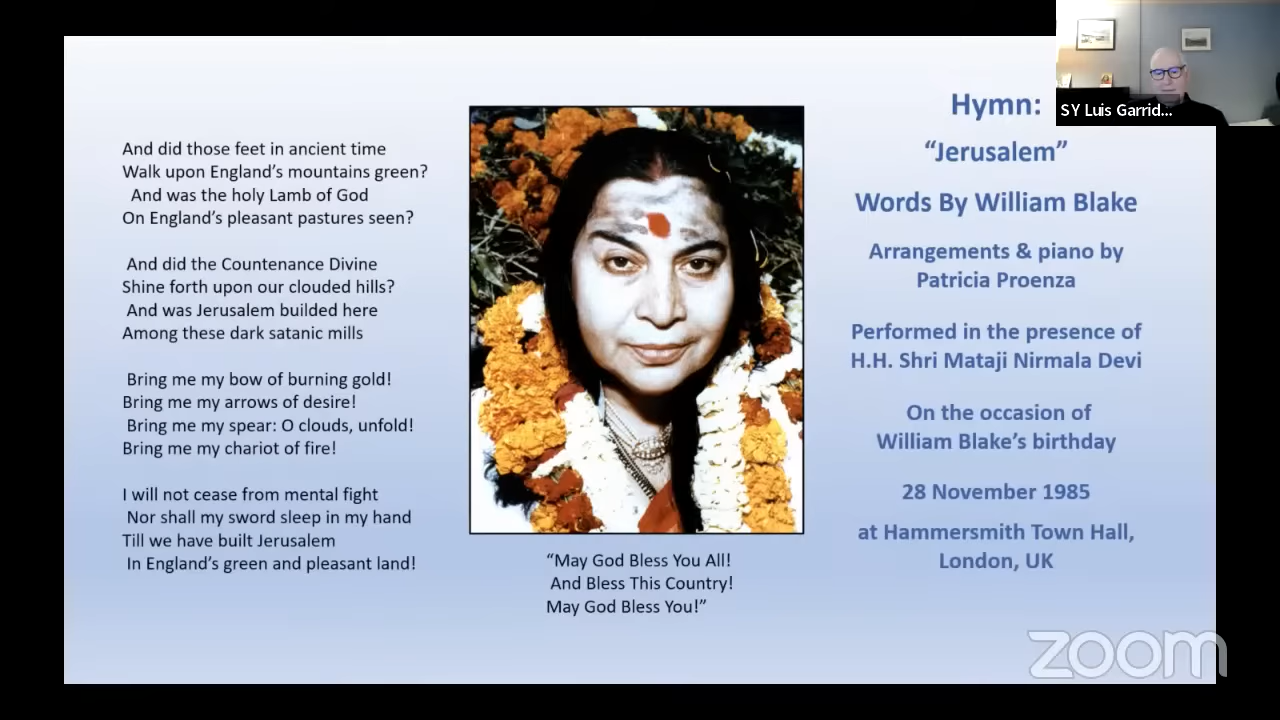 And did those feet in ancient time
Walk upon England's mountains green?
And was the holy Lamb of God
On England's pleasant pastures seen?
And did the Countenance Divine
Shine forth upon our clouded hills?
And was Jerusalem builded here
Among these dark satanic mills
Bring me my bow of burning gold!
Bring me my arrows of desire!
Bring me my spear: O clouds, unfold!
Bring me my chariot of fire!
I will not cease from mental fight
Nor shall my sword sleep in my hand
Till we have built Jerusalem
In England's green and pleasant land!
"May God Bless You All!
And Bless This Country!
May God Bless You!"
Hymn:
"Jerusalem"
Words By William Blake
Arrangements & piano by
Patricia Proenza
Performed in the presence of
H.H. Shri Mataji Nirmala Devi
On the occasion of
William Blake's birthday
28 November 1985
at Hammersmith Town Hall,
London, UK
SY Luis Garrid...
zoom